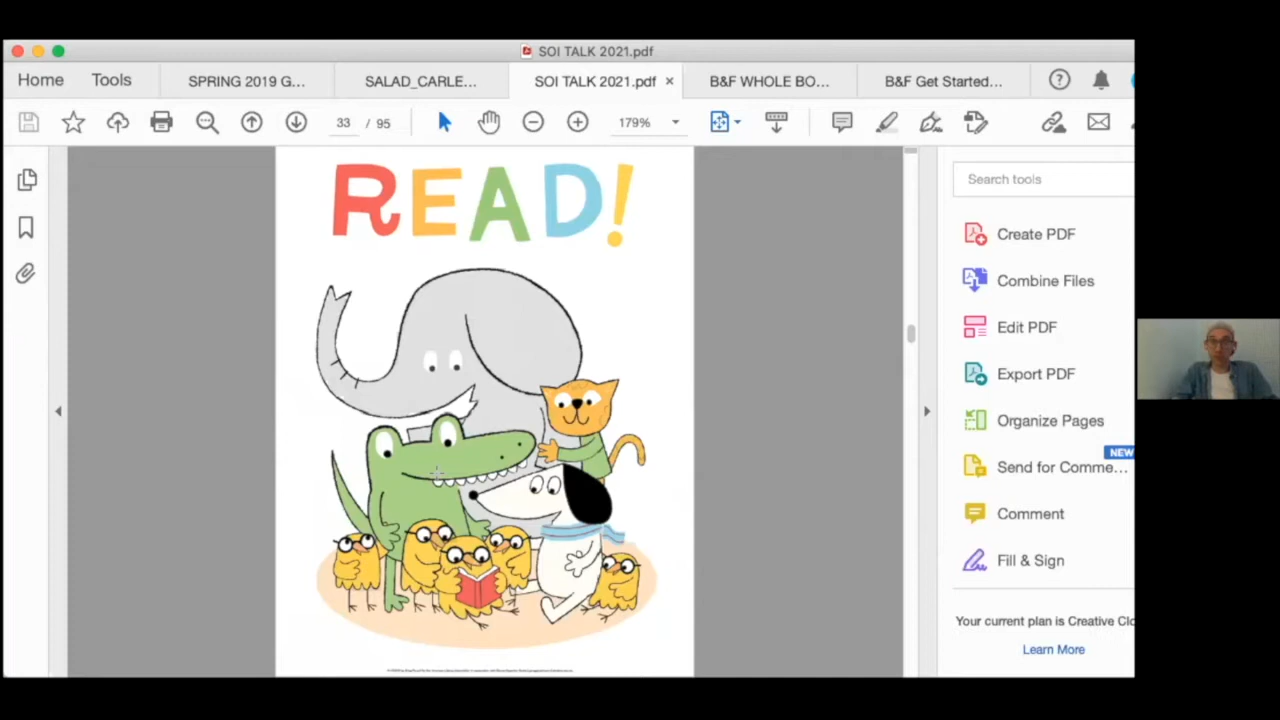 SOI TALK 2021.pdf
Home Tools SPRING 2019 G... SALAD_CARLE... SOI TALK 2021.pdf × B&F WHOLE BO... B&F Get Started...
33 / 95 179%
READ!
Search tools
Create PDF
Combine Files
Edit PDF
Export PDF
Organize Pages
NEW
Send for Comme...
Comment
Fill & Sign
Your current plan is Creative Clo
Learn More